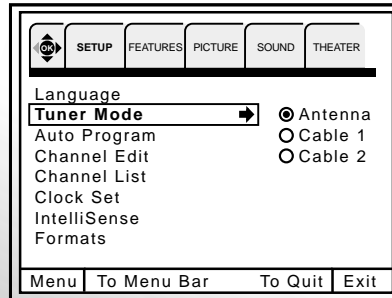 OK SETUP FEATURES PICTURE SOUND THEATER
Language
Tuner Mode Antenna
Auto Program Cable 1
Channel Edit Cable 2
Channel List
Clock Set
IntelliSense
Formats
Menu To Menu Bar To Quit Exit